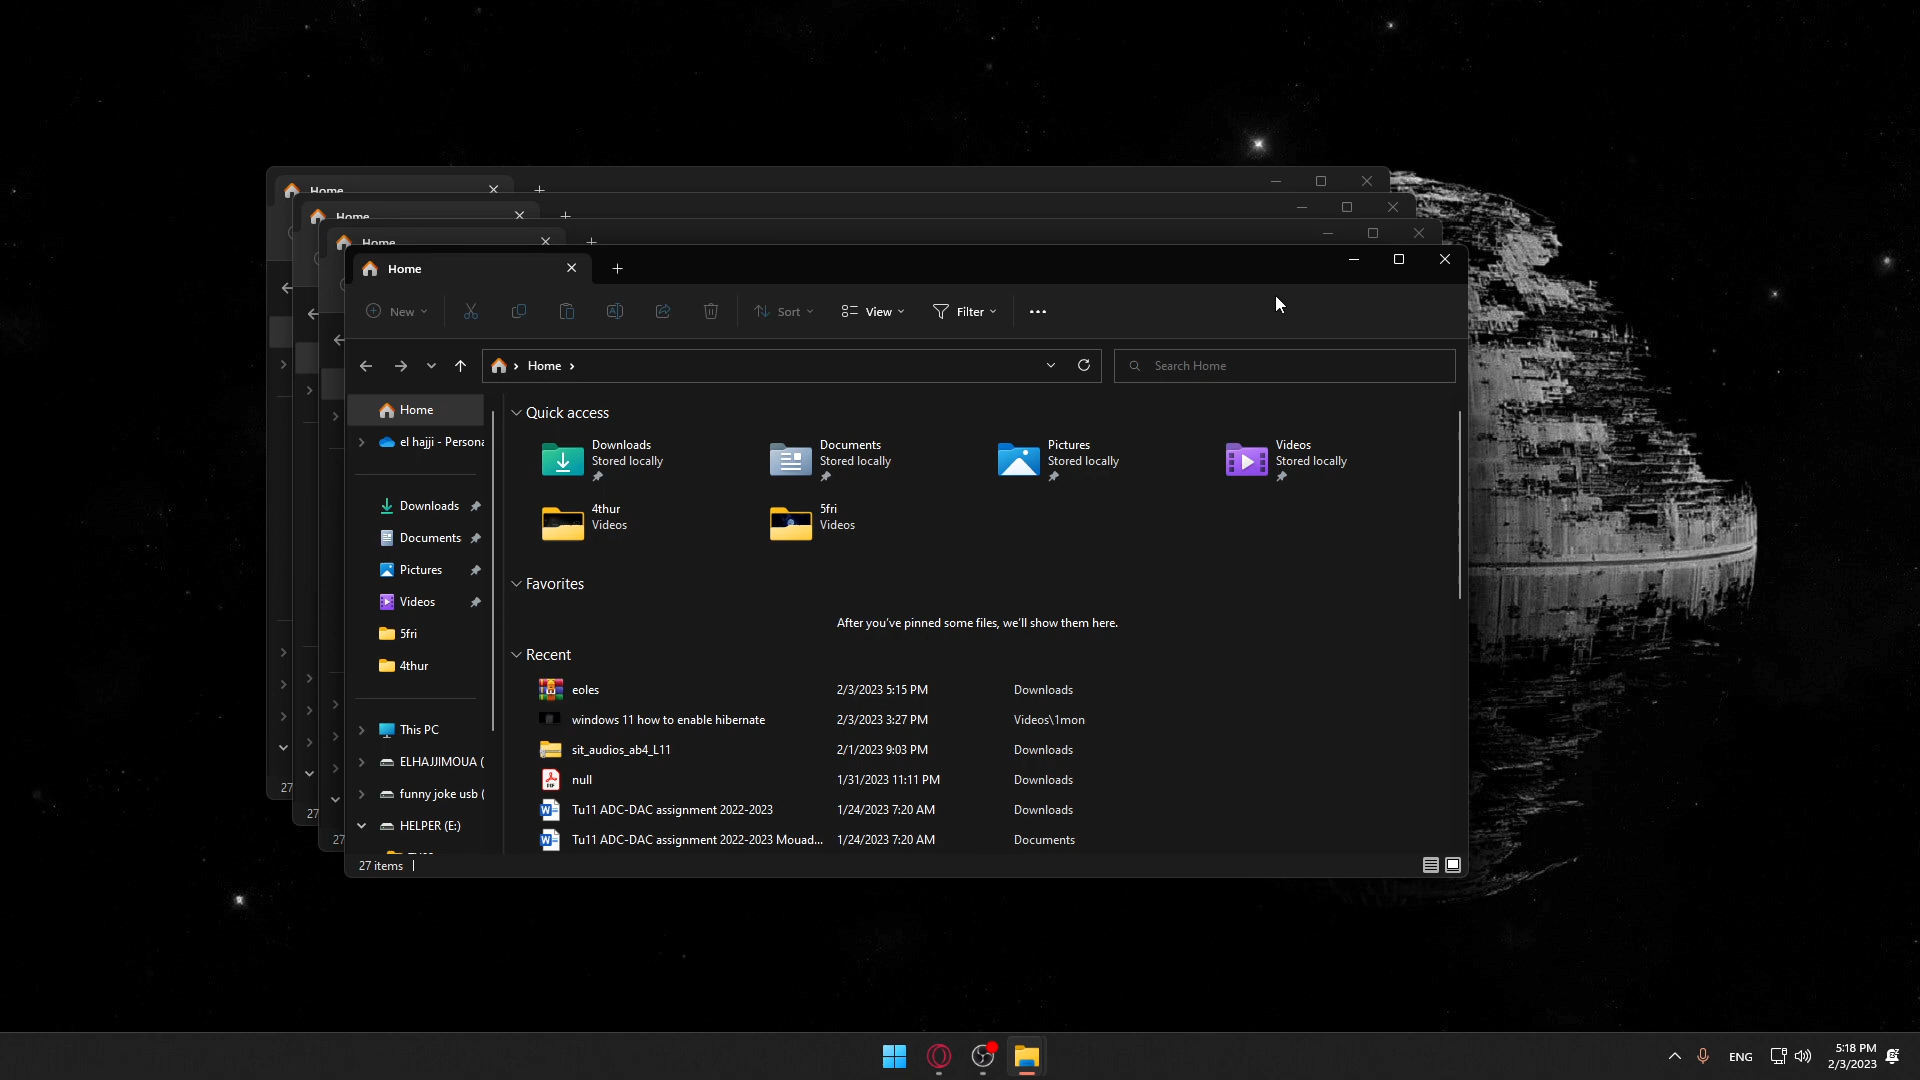 Home
Home
Home
Home
New
Sort
View
Filter
Home
Search Home
Home
el hajji - Persona
Downloads
Documents
Pictures
Videos
5fri
4thur
This PC
ELHAJJIMOUA (
funny joke usb (
HELPER (E:)
Quick access
Downloads
Stored locally
Documents
Stored locally
Pictures
Stored locally
Videos
Stored locally
4thur
Videos
5fri
Videos
Favorites
After you've pinned some files, we'll show them here.
Recent
eoles 2/3/2023 5:15 PM Downloads
windows 11 how to enable hibernate 2/3/2023 3:27 PM Videos\1mon
sit_audios_ab4_L11 2/1/2023 9:03 PM Downloads
null 1/31/2023 11:11 PM Downloads
Tu11 ADC-DAC assignment 2022-2023 1/24/2023 7:20 AM Downloads
Tu11 ADC-DAC assignment 2022-2023 Mouad... 1/24/2023 7:20 AM Documents
27
27
27
27 items
ENG
5:18 PM
2/3/2023